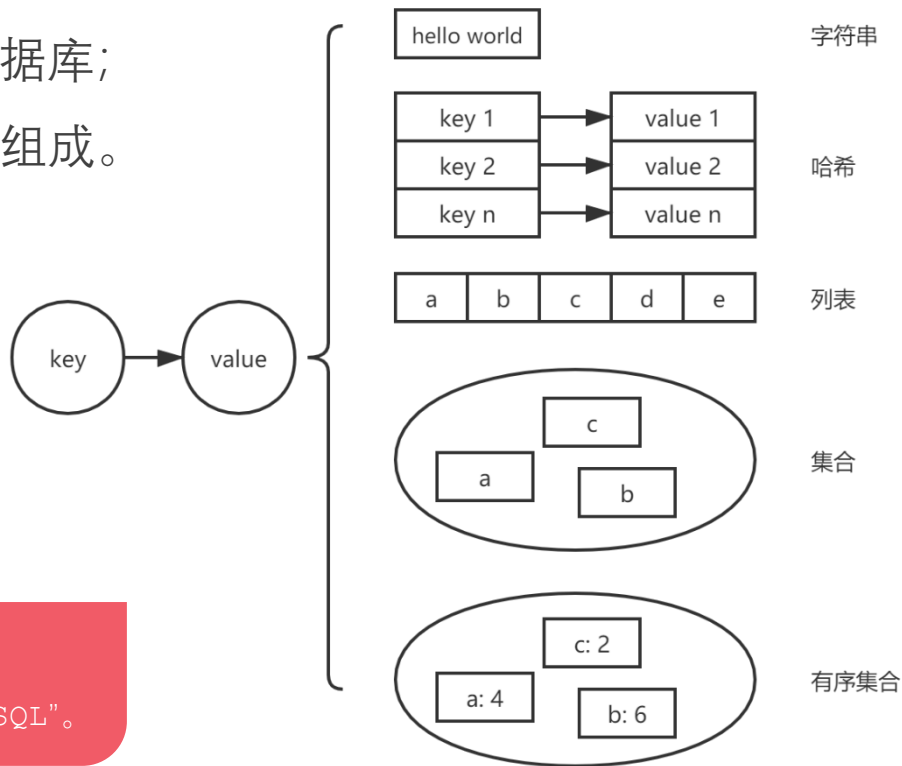 据库;
组成。
key
value
hello world
字符串
key 1
value 1
key 2
value 2
key n
value n
哈希
a
b
c
d
e
列表
c
a
b
集合
c: 2
a: 4
b: 6
有序集合
SQL”。